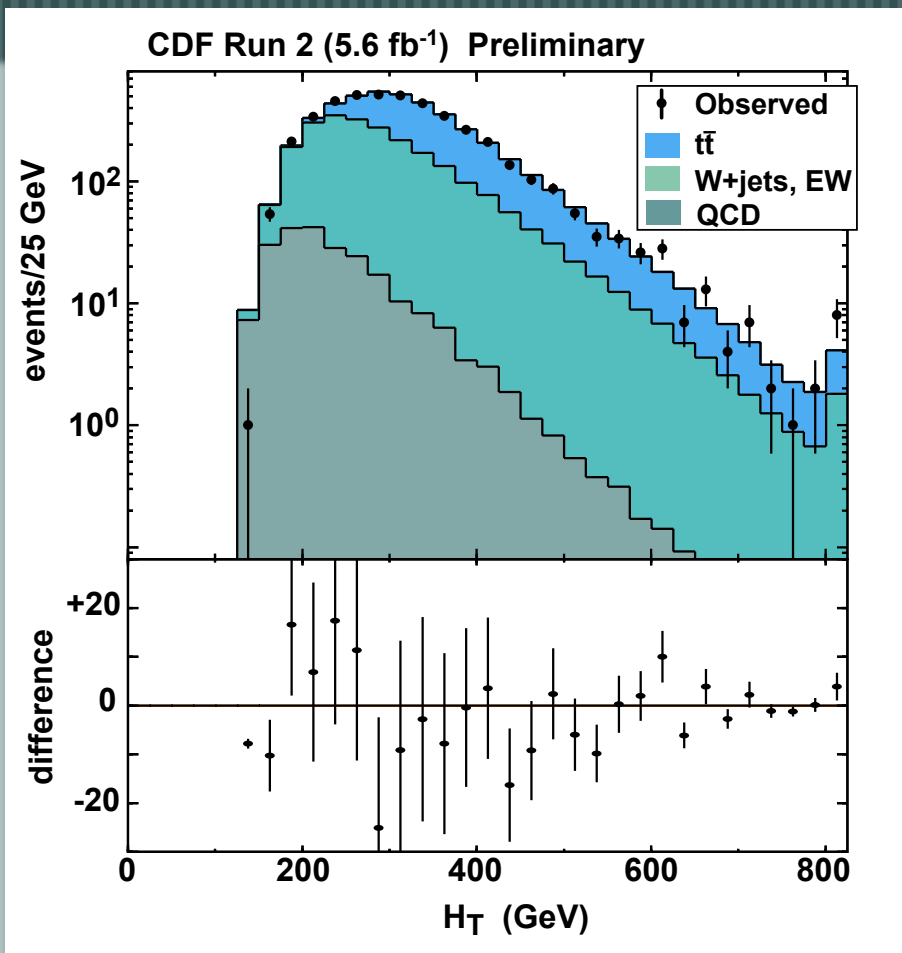 CDF Run 2 (5.6 fb⁻¹) Preliminary
Observed
tt̄
W+jets, EW
QCD
events/25 GeV
10²
10¹
10⁰
difference
+20
0
-20
0 200 400 600 800
H_T (GeV)